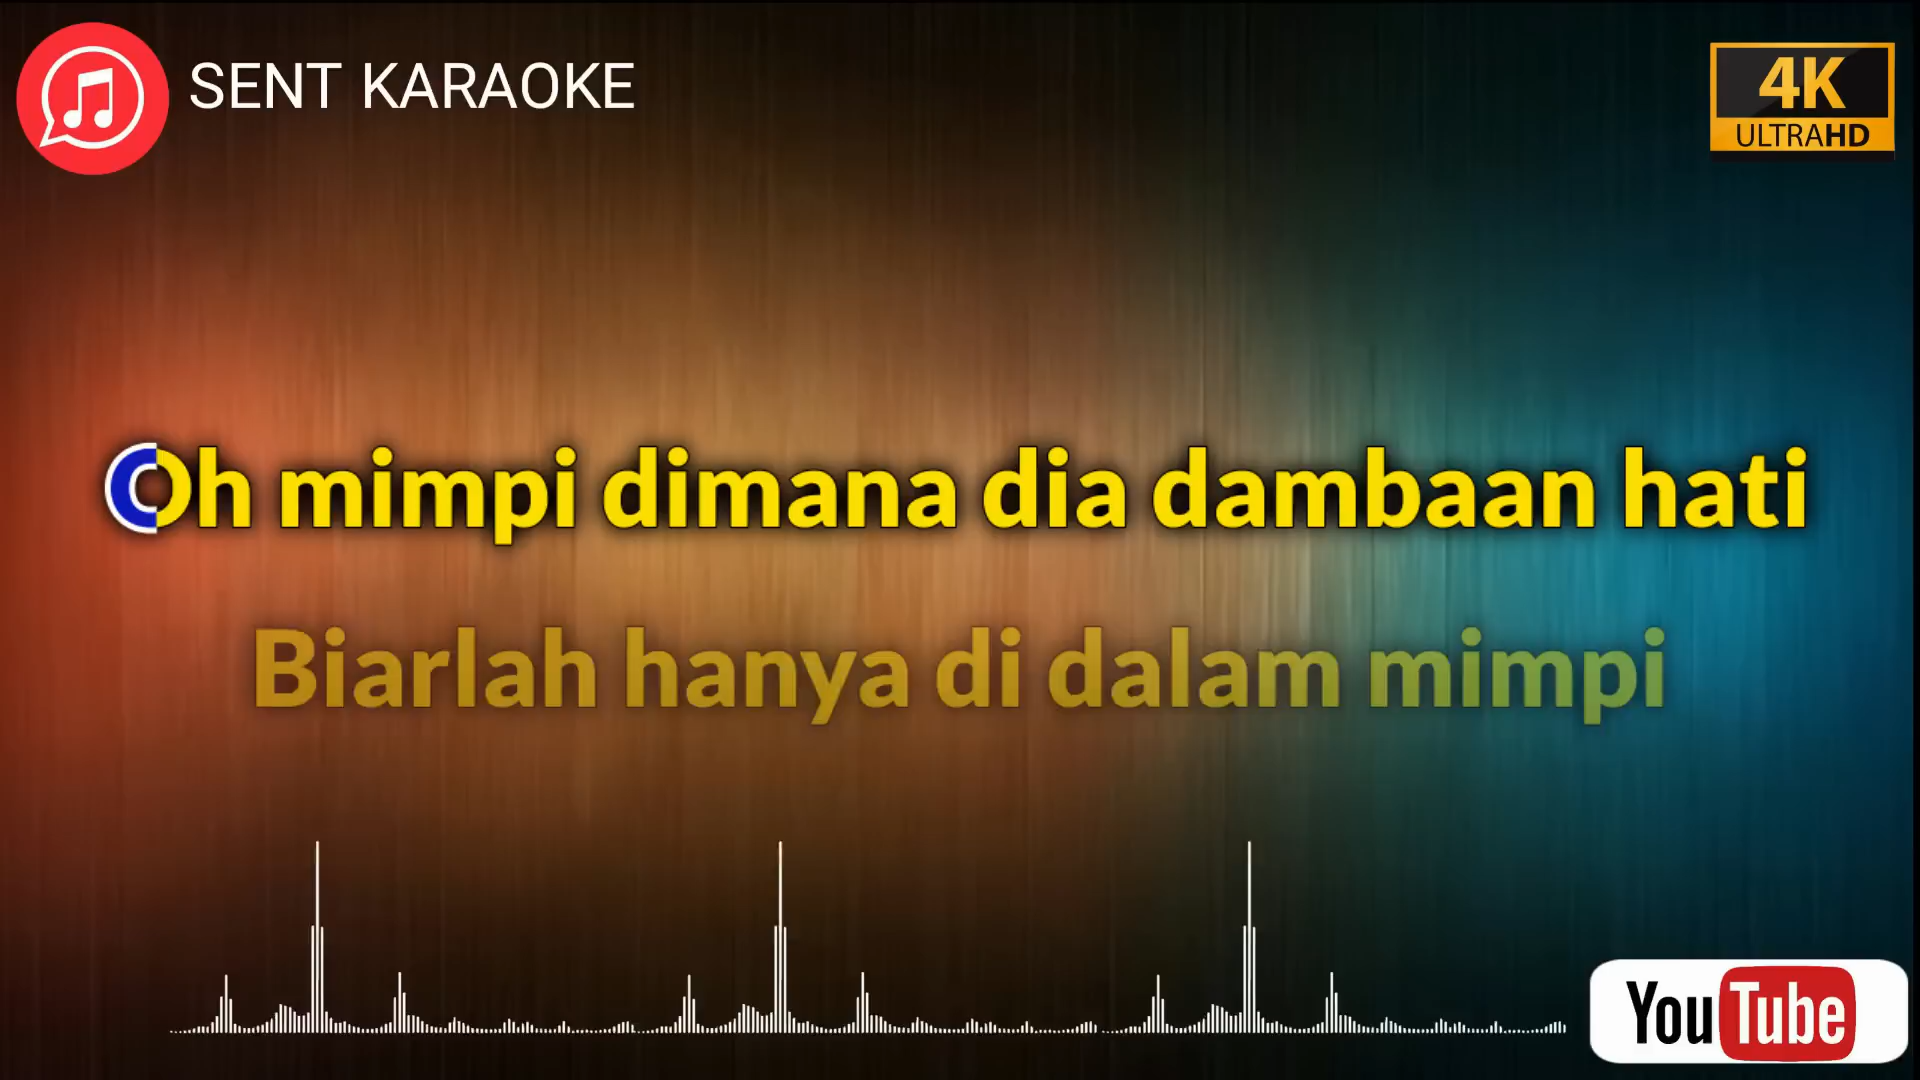 SENT KARAOKE
4K
ULTRAHD
Oh mimpi dimana dia dambaan hati
Biarlah hanya di dalam mimpi
YouTube